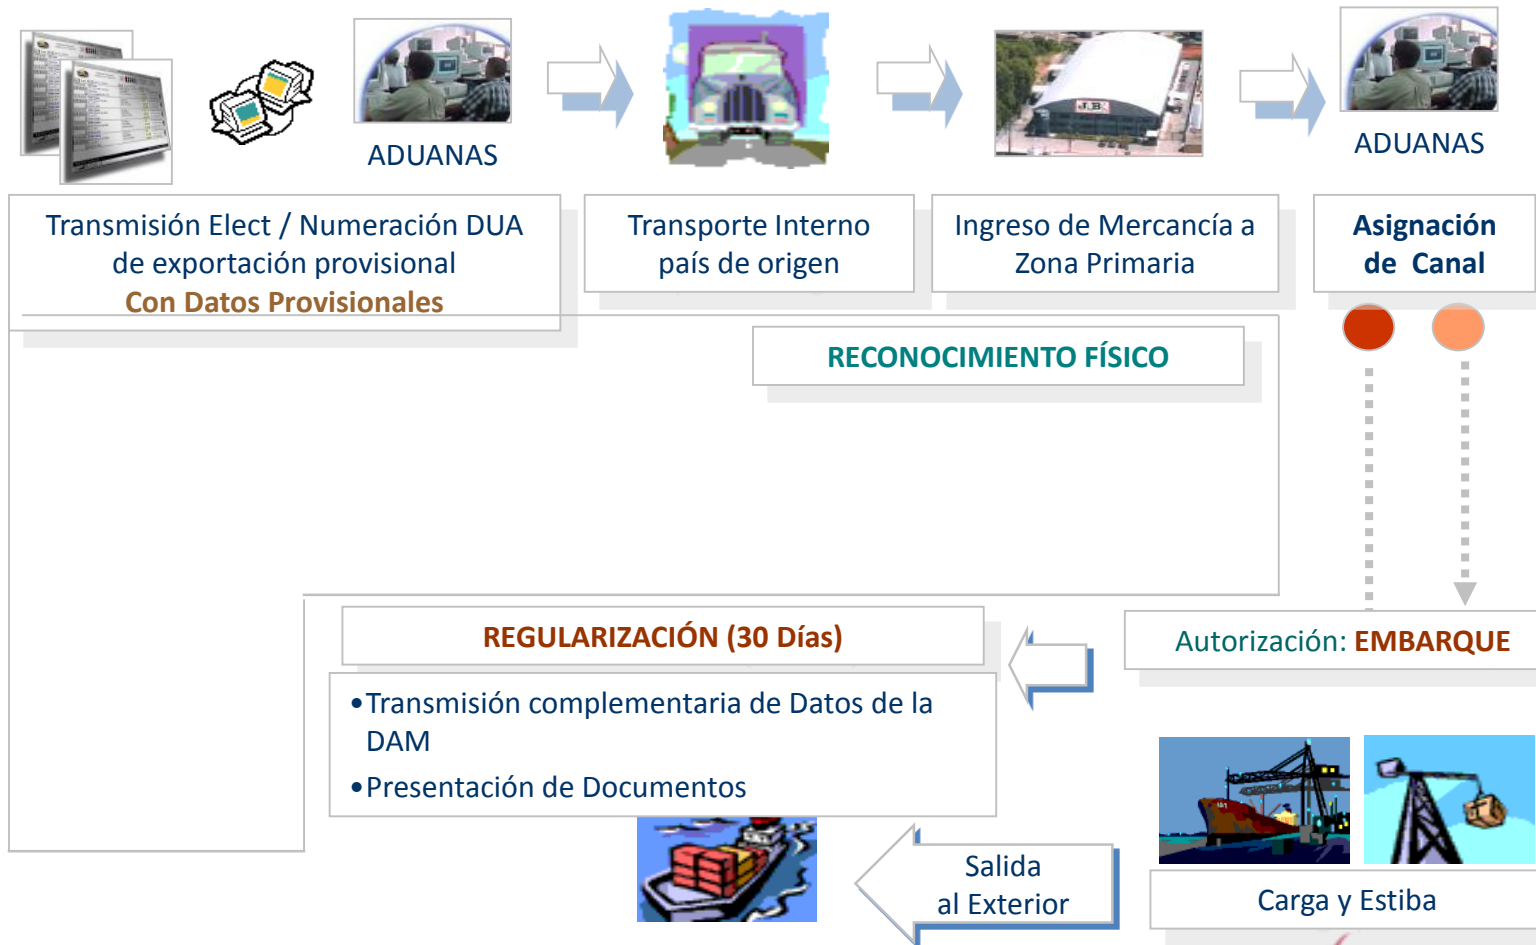 ADUANAS
J.B
ADUANAS
Transmisión Elect / Numeración DUA
de exportación provisional
Con Datos Provisionales
Transporte Interno
país de origen
Ingreso de Mercancía a
Zona Primaria
Asignación
de Canal
RECONOCIMIENTO FÍSICO
REGULARIZACIÓN (30 Días)
Autorización: EMBARQUE
•Transmisión complementaria de Datos de la
DAM
•Presentación de Documentos
Salida
al Exterior
Carga y Estiba